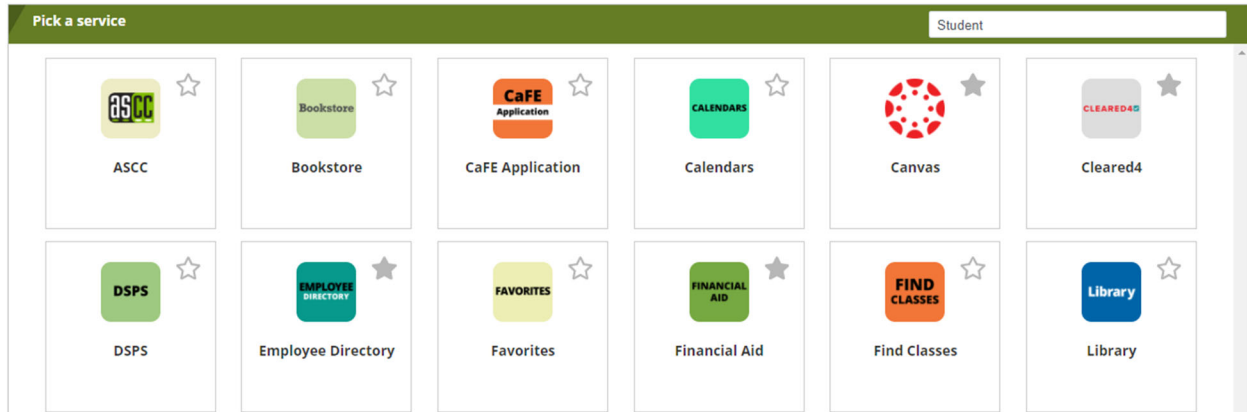 Pick a service
Student
ascc
Bookstore
CaFE
Application
CALENDARS
CLEARED4
ASCC
Bookstore
CaFE Application
Calendars
Canvas
Cleared4
DSPS
EMPLOYEE
DIRECTORY
FAVORITES
FINANCIAL
AID
FIND
CLASSES
Library
DSPS
Employee Directory
Favorites
Financial Aid
Find Classes
Library